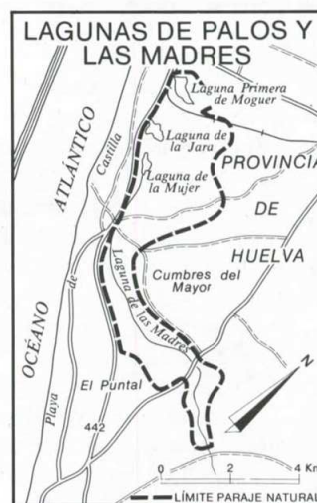 LAGUNAS DE PALOS Y
LAS MADRES
Laguna Primera
de Moguer
Laguna de
la Jara
Laguna de
la Mujer
PROVINCIA
DE
HUELVA
OCÉANO
ATLÁNTICO
Playa
de
Castilla
Laguna de las Madres
Cumbres del
Mayor
El Puntal
442
N
0 2 4 Km
LÍMITE PARAJE NATURAL